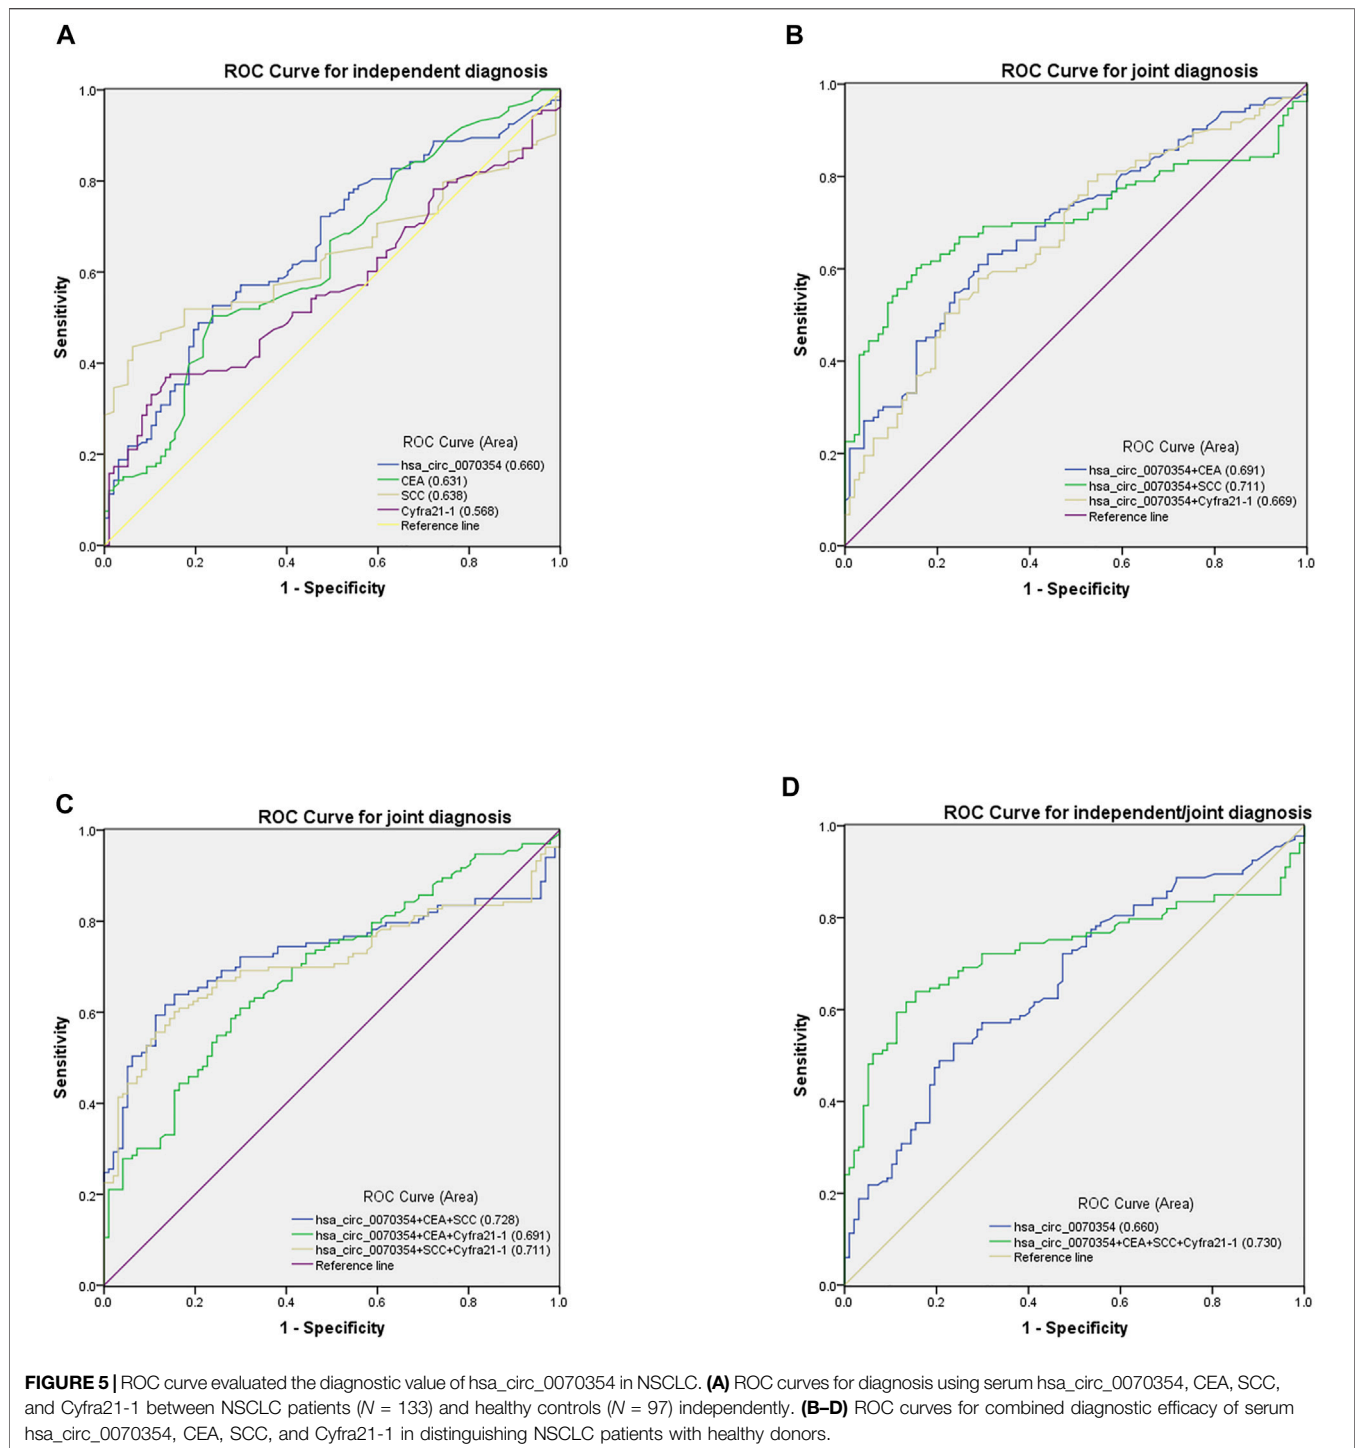 A
ROC Curve for independent diagnosis
1.0
0.8
0.6
0.4
0.2
0.0
Sensitivity
ROC Curve (Area)
hsa_circ_0070354 (0.660)
CEA (0.631)
SCC (0.638)
Cyfra21-1 (0.568)
Reference line
0.0 0.2 0.4 0.6 0.8 1.0
1 - Specificity
B
ROC Curve for joint diagnosis
1.0
0.8
0.6
0.4
0.2
0.0
Sensitivity
ROC Curve (Area)
hsa_circ_0070354+CEA (0.691)
hsa_circ_0070354+SCC (0.711)
hsa_circ_0070354+Cyfra21-1 (0.669)
Reference line
0.0 0.2 0.4 0.6 0.8 1.0
1 - Specificity
C
ROC Curve for joint diagnosis
1.0
0.8
0.6
0.4
0.2
0.0
Sensitivity
ROC Curve (Area)
hsa_circ_0070354+CEA+SCC (0.728)
hsa_circ_0070354+CEA+Cyfra21-1 (0.691)
hsa_circ_0070354+SCC+Cyfra21-1 (0.711)
Reference line
0.0 0.2 0.4 0.6 0.8 1.0
1 - Specificity
D
ROC Curve for independent/joint diagnosis
1.0
0.8
0.6
0.4
0.2
0.0
Sensitivity
ROC Curve (Area)
hsa_circ_0070354 (0.660)
hsa_circ_0070354+CEA+SCC+Cyfra21-1 (0.730)
Reference line
0.0 0.2 0.4 0.6 0.8 1.0
1 - Specificity
FIGURE 5 | ROC curve evaluated the diagnostic value of hsa_circ_0070354 in NSCLC. (A) ROC curves for diagnosis using serum hsa_circ_0070354, CEA, SCC,
and Cyfra21-1 between NSCLC patients (N = 133) and healthy controls (N = 97) independently. (B–D) ROC curves for combined diagnostic efficacy of serum
hsa_circ_0070354, CEA, SCC, and Cyfra21-1 in distinguishing NSCLC patients with healthy donors.